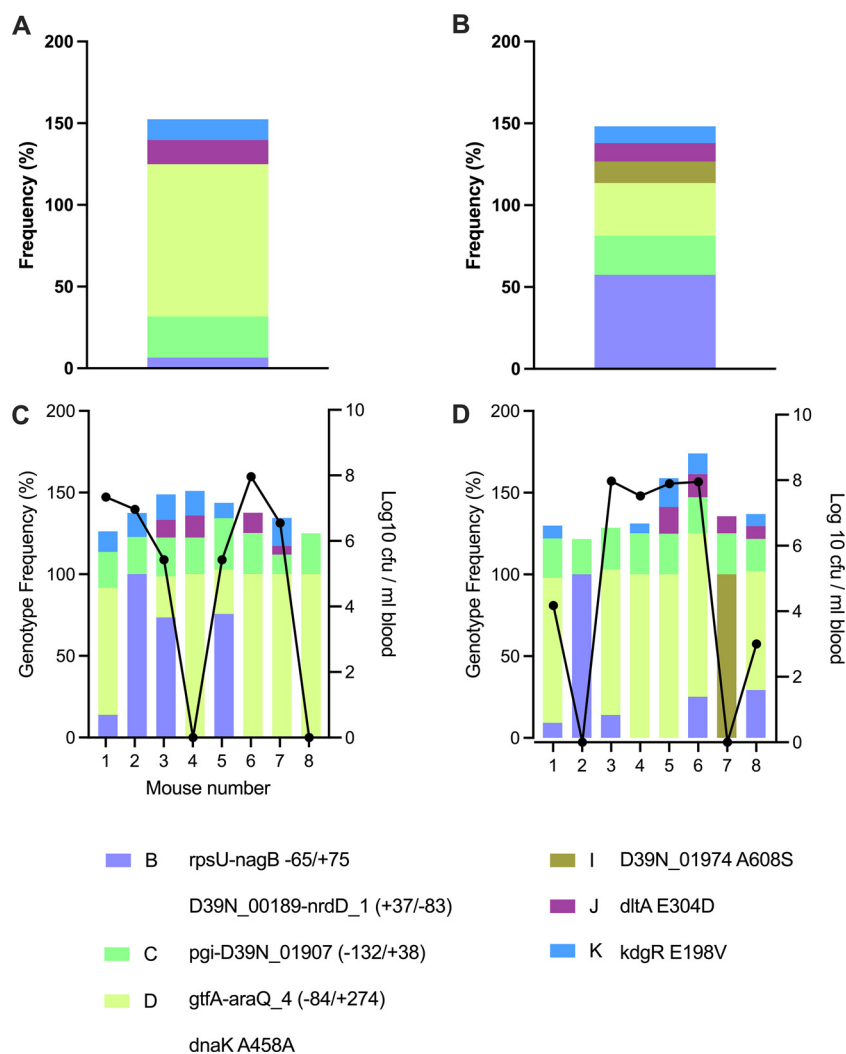 A
B
200
150
100
50
0
Frequency (%)
200
150
100
50
0
Frequency (%)
C
200
150
100
50
0
Genotype Frequency (%)
10
8
6
4
2
0
Log10 cfu / ml blood
1 2 3 4 5 6 7 8
Mouse number
D
200
150
100
50
0
Genotype Frequency (%)
10
8
6
4
2
0
Log 10 cfu / ml blood
1 2 3 4 5 6 7 8
B rpsU-nagB -65/+75
D39N_00189-nrdD_1 (+37/-83)
C pgi-D39N_01907 (-132/+38)
D gtfA-araQ_4 (-84/+274)
dnaK A458A
I D39N_01974 A608S
J dltA E304D
K kdgR E198V